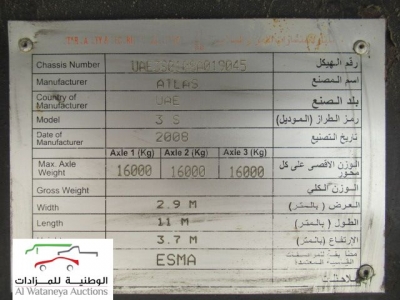 Chassis Number رقم الهيكل
Manufacturer ATLAS اسم المصنع
Country of Manufacturer UAE بلد الصنع
Model 3 S رمز الطراز (الموديل)
Date of Manufacturer 2008 تاريخ التصنيع
Axle 1 (Kg) Axle 2 (Kg) Axle 3 (Kg)
Max. Axle Weight 16000 16000 16000 الوزن الأقصى على كل محور
Gross Weight الوزن الكلي
Width 2.9 M العرض (بالمتر)
Length 11 M الطول (بالمتر)
3.7 M الارتفاع (بالمتر)
ESMA
الوطنية للمزادات
Al Wataneya Auctions